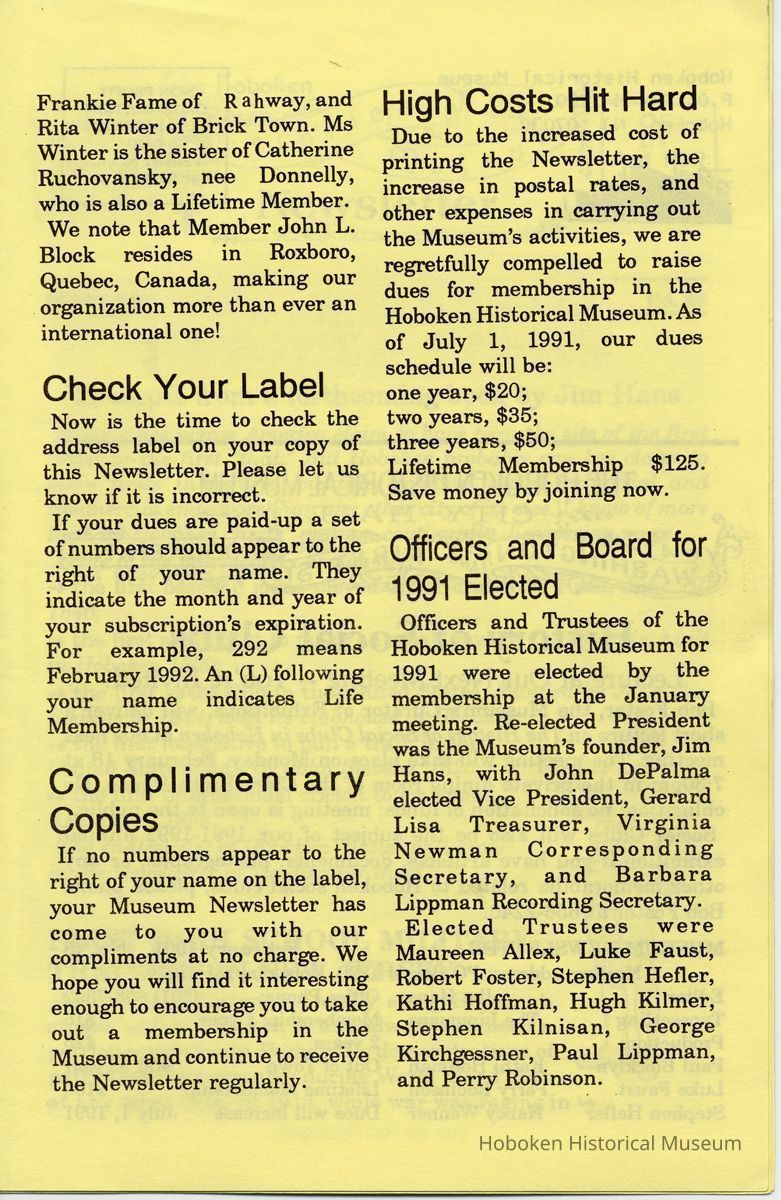 Frankie Fame of Rahway, and
Rita Winter of Brick Town. Ms
Winter is the sister of Catherine
Ruchovansky, nee Donnelly,
who is also a Lifetime Member.
We note that Member John L.
Block resides in Roxboro,
Quebec, Canada, making our
organization more than ever an
international one!
Check Your Label
Now is the time to check the
address label on your copy of
this Newsletter. Please let us
know if it is incorrect.
If your dues are paid-up a set
of numbers should appear to the
right of your name. They
indicate the month and year of
your subscription's expiration.
For example, 292 means
February 1992. An (L) following
your name indicates Life
Membership.
Complimentary
Copies
If no numbers appear to the
right of your name on the label,
your Museum Newsletter has
come to you with our
compliments at no charge. We
hope you will find it interesting
enough to encourage you to take
out a membership in the
Museum and continue to receive
the Newsletter regularly.
High Costs Hit Hard
Due to the increased cost of
printing the Newsletter, the
increase in postal rates, and
other expenses in carrying out
the Museum's activities, we are
regretfully compelled to raise
dues for membership in the
Hoboken Historical Museum. As
of July 1, 1991, our dues
schedule will be:
one year, $20;
two years, $35;
three years, $50;
Lifetime Membership $125.
Save money by joining now.
Officers and Board for
1991 Elected
Officers and Trustees of the
Hoboken Historical Museum for
1991 were elected by the
membership at the January
meeting. Re-elected President
was the Museum's founder, Jim
Hans, with John DePalma
elected Vice President, Gerard
Lisa Treasurer, Virginia
Newman Corresponding
Secretary, and Barbara
Lippman Recording Secretary.
Elected Trustees were
Maureen Allex, Luke Faust,
Robert Foster, Stephen Hefler,
Kathi Hoffman, Hugh Kilmer,
Stephen Kilnisan, George
Kirchgessner, Paul Lippman,
and Perry Robinson.
Hoboken Historical Museum